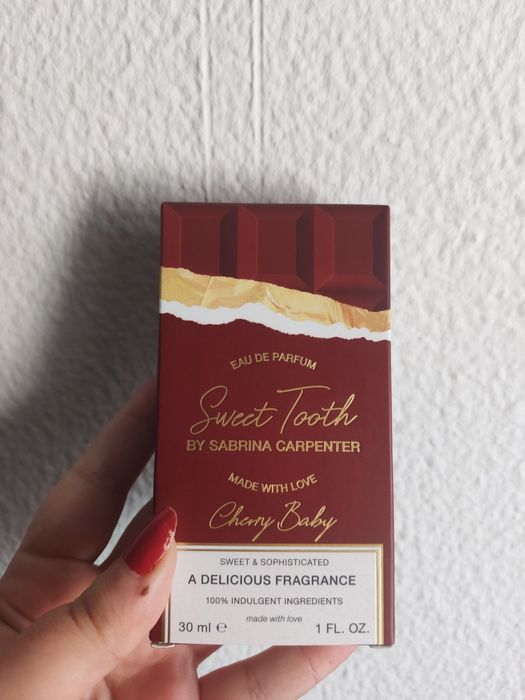 EAU DE PARFUM
Sweet Tooth
BY SABRINA CARPENTER
MADE WITH LOVE
Cherry Baby
SWEET & SOPHISTICATED
A DELICIOUS FRAGRANCE
100% INDULGENT INGREDIENTS
made with love
30 ml ℮ 1 FL. OZ.